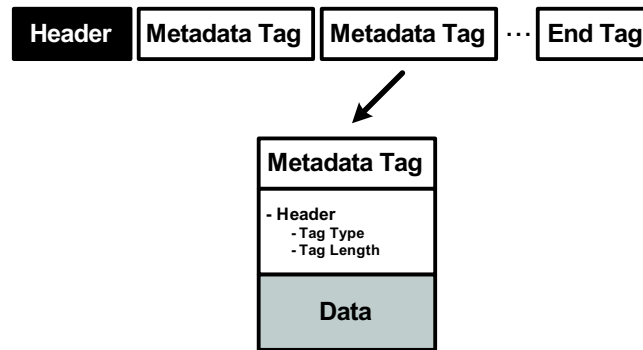 Header Metadata Tag Metadata Tag ... End Tag
Metadata Tag
- Header
- Tag Type
- Tag Length
Data